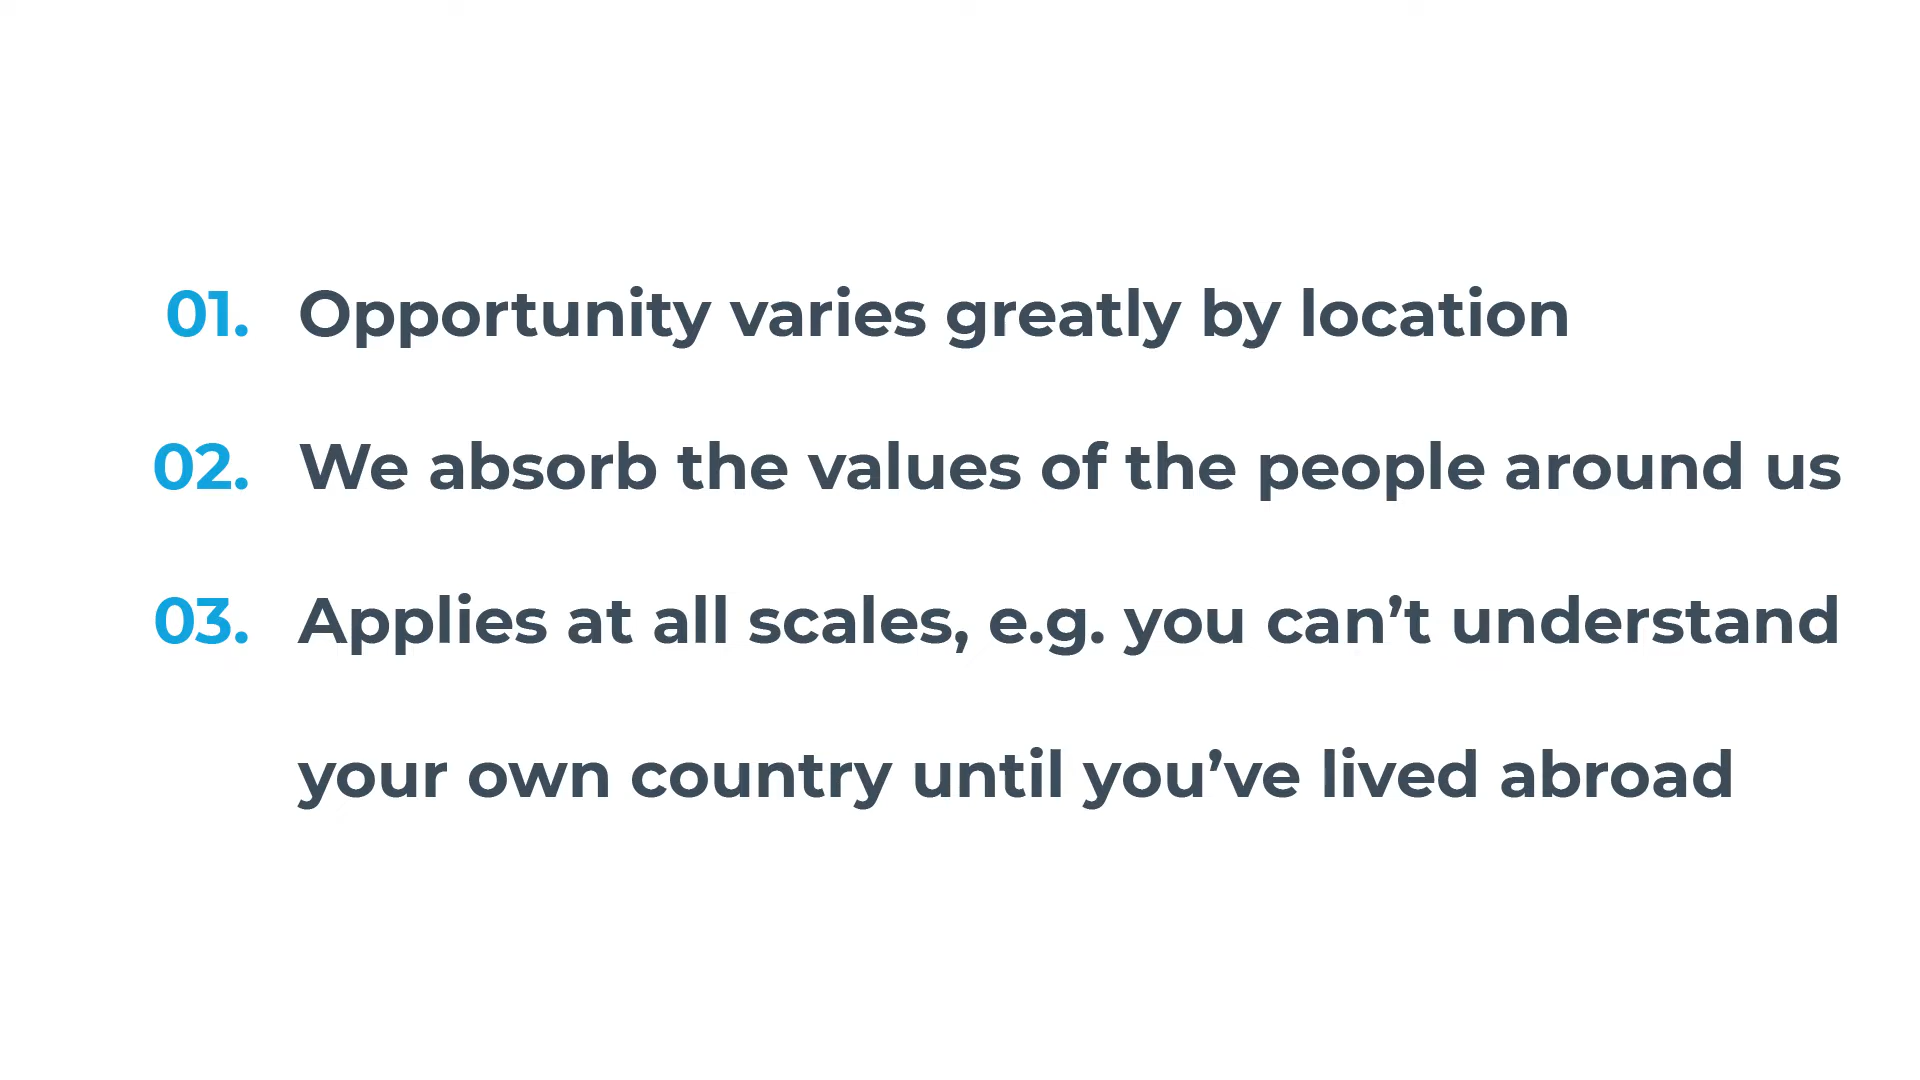 01. Opportunity varies greatly by location
02. We absorb the values of the people around us
03. Applies at all scales, e.g. you can’t understand
your own country until you’ve lived abroad